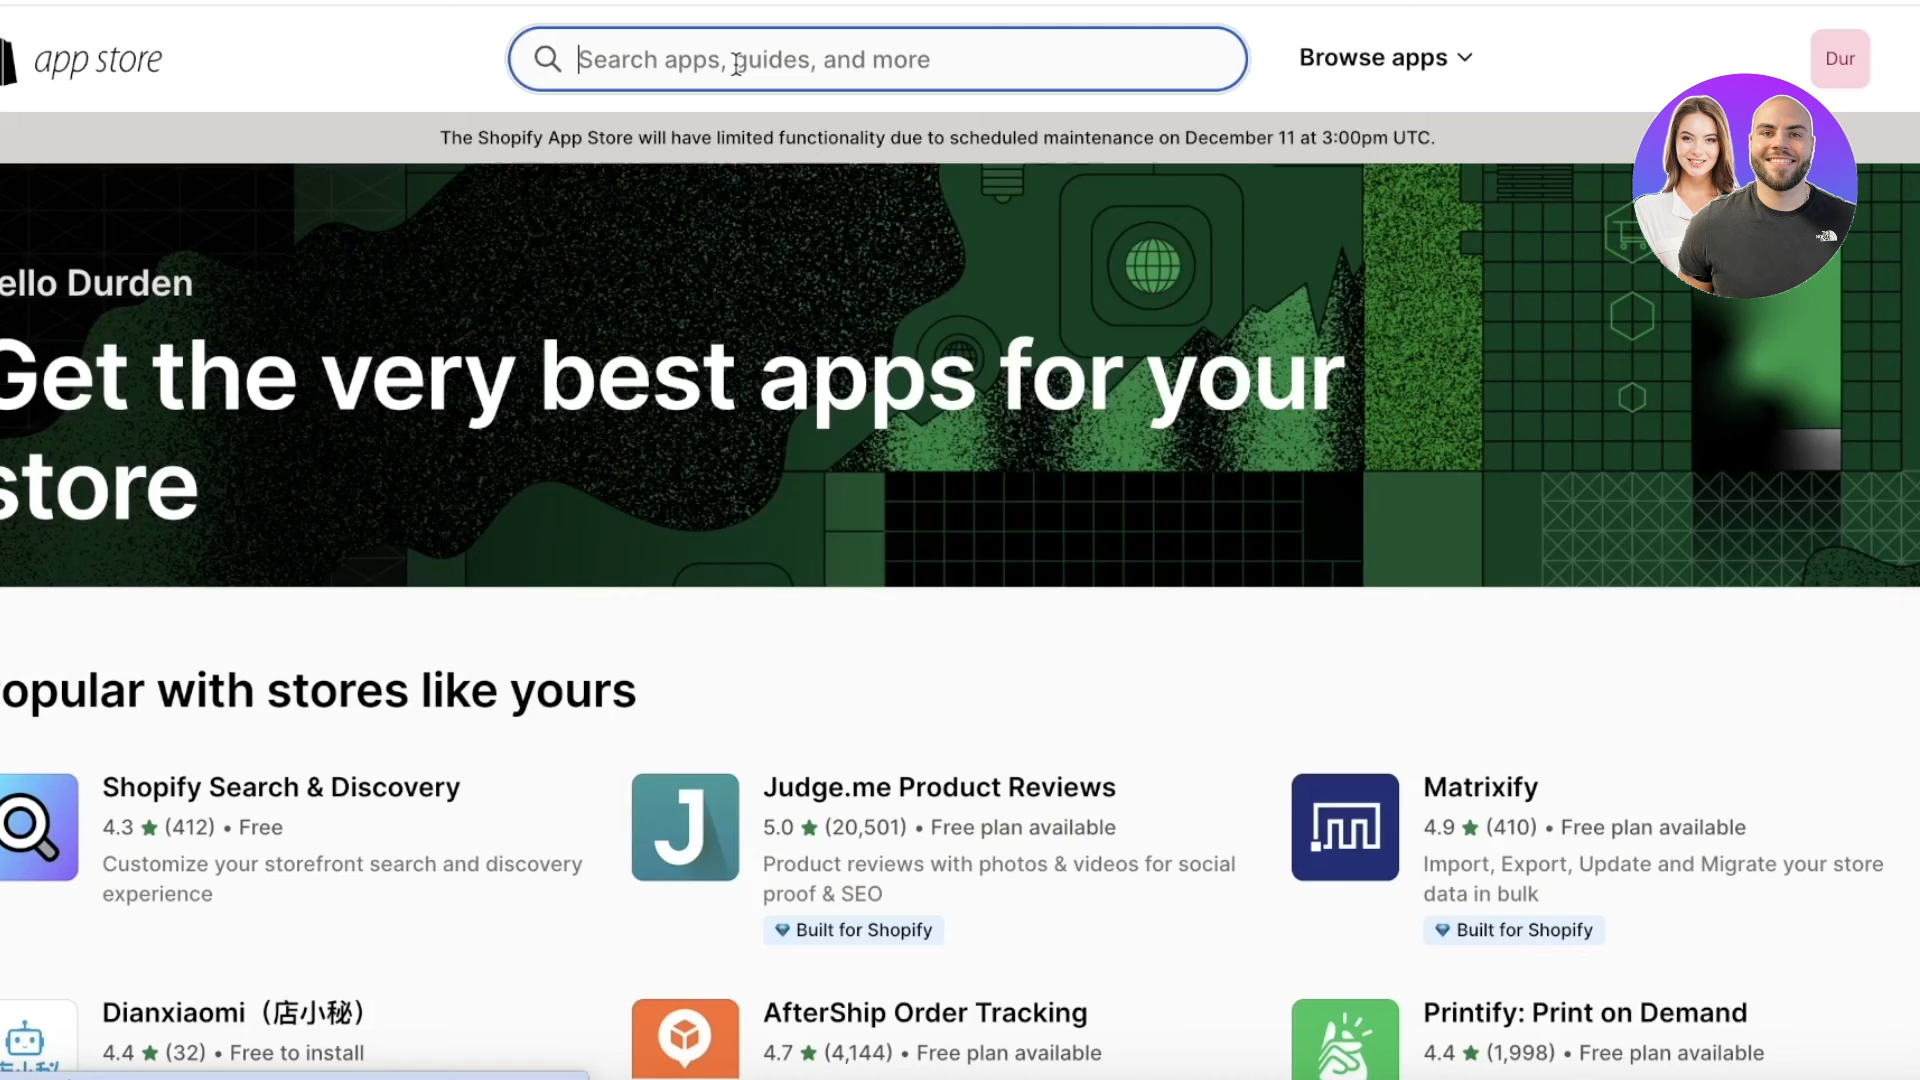 app store
Search apps, guides, and more
Browse apps
Dur
The Shopify App Store will have limited functionality due to scheduled maintenance on December 11 at 3:00pm UTC.
ello Durden
Get the very best apps for your
store
opular with stores like yours
Shopify Search & Discovery
4.3 ★ (412) • Free
Customize your storefront search and discovery
experience
Judge.me Product Reviews
5.0 ★ (20,501) • Free plan available
Product reviews with photos & videos for social
proof & SEO
Built for Shopify
Matrixify
4.9 ★ (410) • Free plan available
Import, Export, Update and Migrate your store
data in bulk
Built for Shopify
Dianxiaomi（店小秘）
4.4 ★ (32) • Free to install
AfterShip Order Tracking
4.7 ★ (4,144) • Free plan available
Printify: Print on Demand
4.4 ★ (1,998) • Free plan available